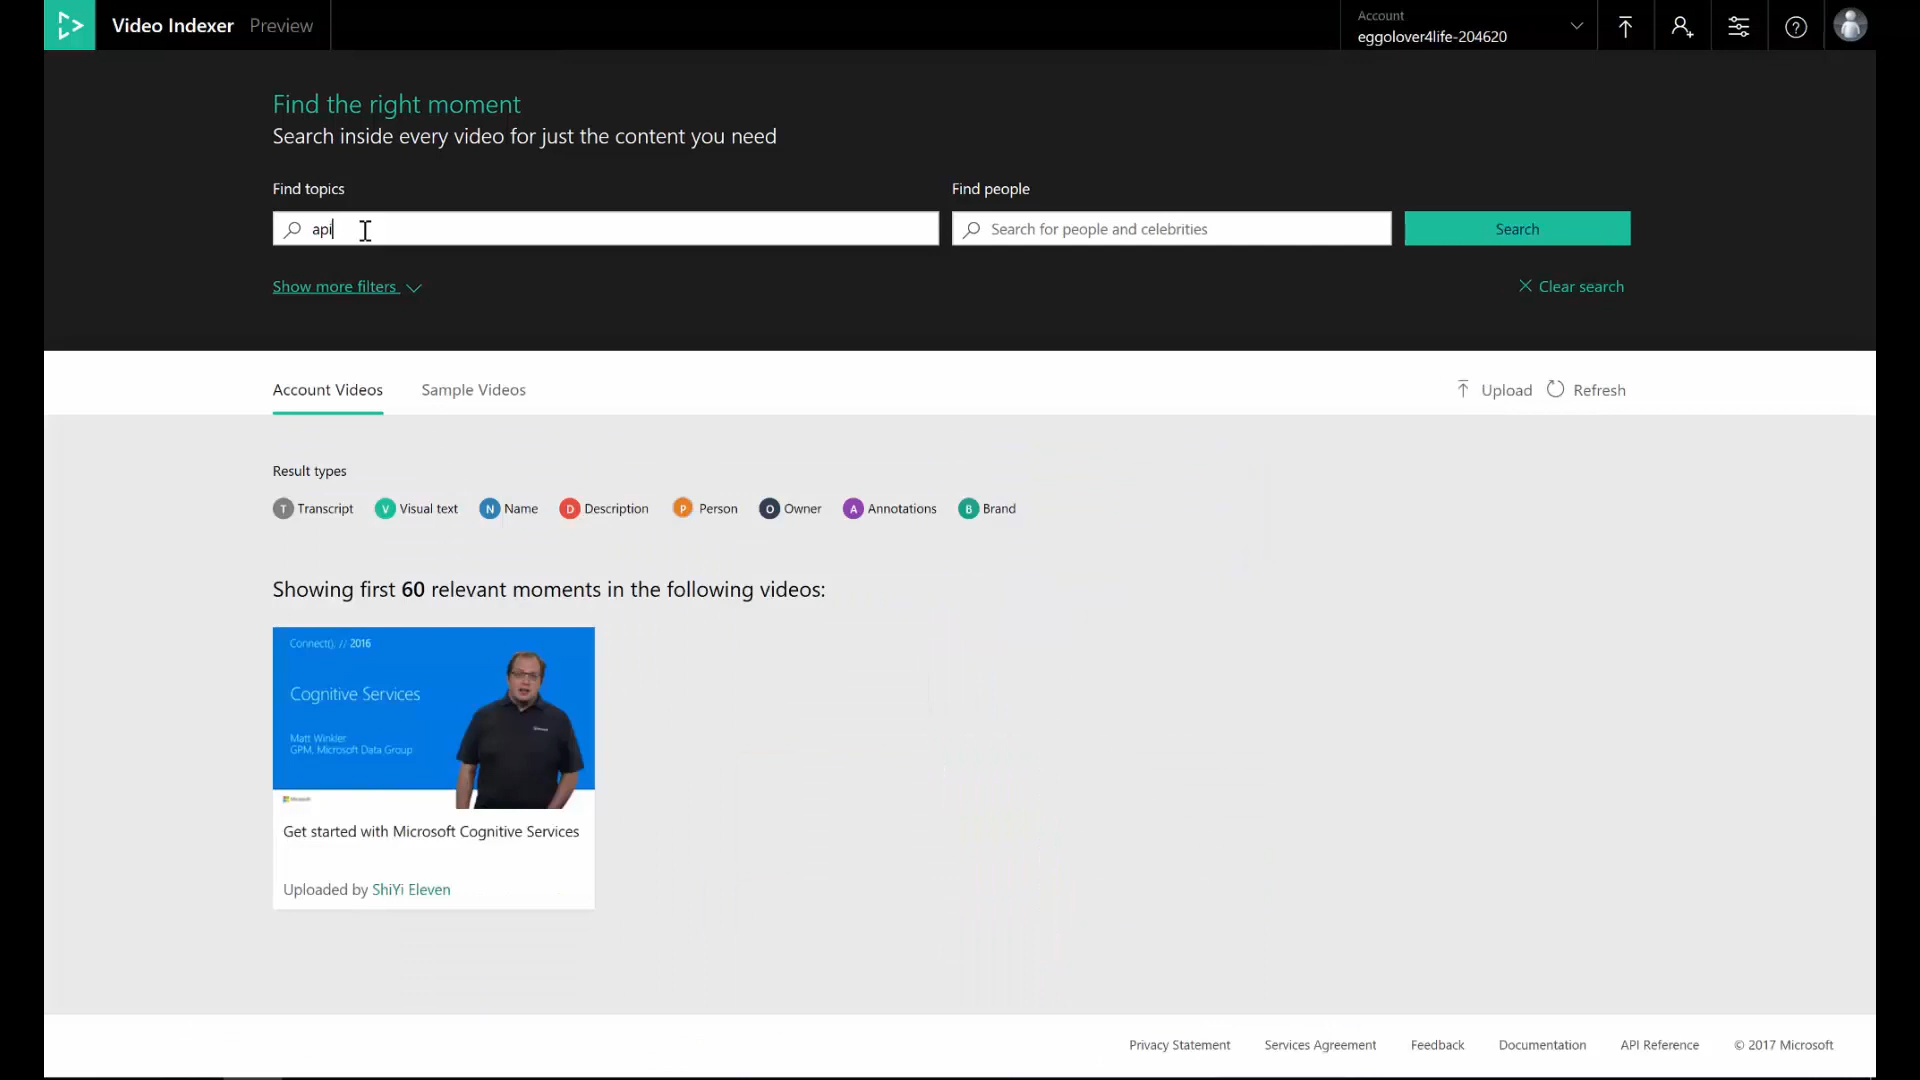 Video Indexer Preview
Account
eggolover4life-204620
Find the right moment
Search inside every video for just the content you need
Find topics
Find people
api
Search for people and celebrities
Search
Show more filters
Clear search
Account Videos
Sample Videos
Upload
Refresh
Result types
T Transcript
V Visual text
N Name
D Description
P Person
O Owner
A Annotations
B Brand
Showing first 60 relevant moments in the following videos:
Connect(); // 2016
Cognitive Services
Matt Winkler
GPM, Microsoft Data Group
Microsoft
Get started with Microsoft Cognitive Services
Uploaded by ShiYi Eleven
Privacy Statement
Services Agreement
Feedback
Documentation
API Reference
© 2017 Microsoft